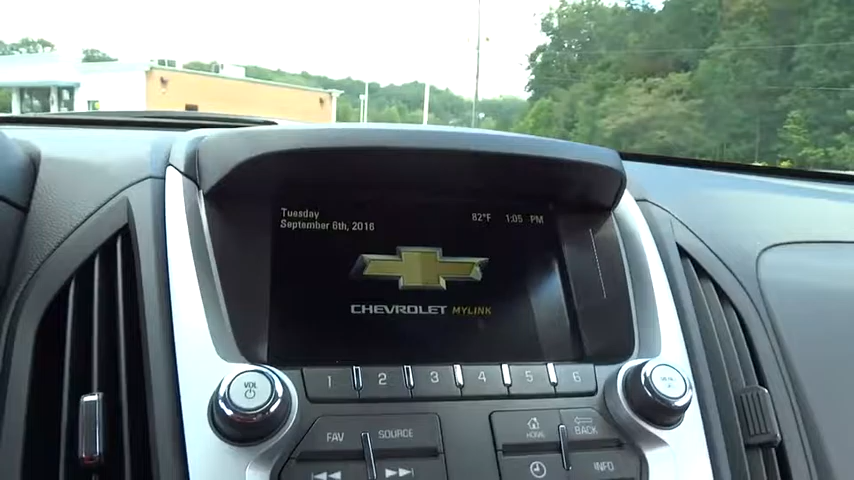 Tuesday
September 6th, 2016
82°F 1:05 PM
CHEVROLET MYLINK
1 2 3 4 5 6
VOL
FAV SOURCE HOME BACK
INFO